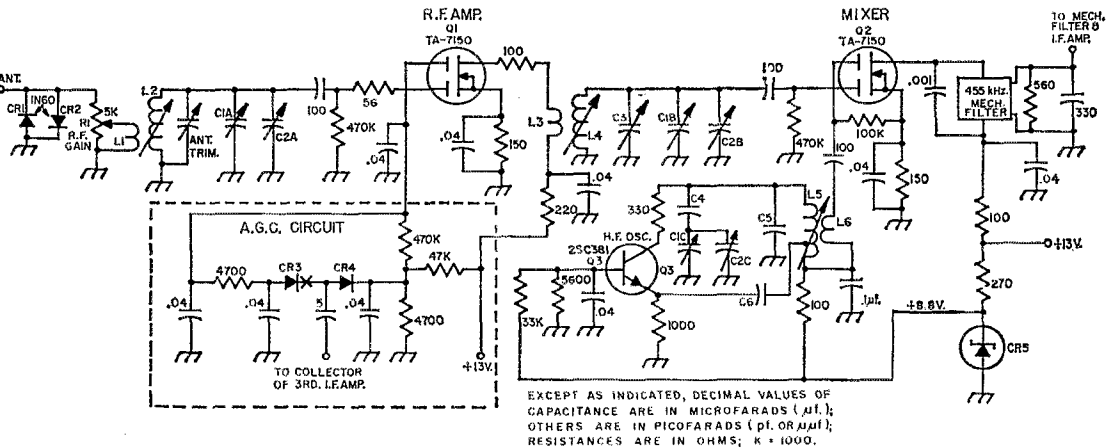 R.F. AMP.
Q1
TA-7150
MIXER
Q2
TA-7150
TO MECH.
FILTER &
I.F. AMP.
ANT.
CR1
IN60
CR2
5K
R1
R.F.
GAIN
L1
L2
ANT.
TRIM.
C1A
C2A
100
470K
56
.04
.04
150
100
L3
L4
.04
220
C3
C1B
C2B
100
470K
100K
100
.04
150
.001
455 kHz.
MECH.
FILTER
560
330
.04
100
+13V.
270
+8.8V.
CR5
A.G.C. CIRCUIT
470K
47K
4700
CR3
CR4
.04
.04
5
.04
4700
+13V.
TO COLLECTOR
OF 3RD. I.F. AMP.
330
C4
C1C
C2C
C5
L5
L6
H.F. OSC.
2SC381
Q3
Q3
33K
5600
.04
1000
C6
100
.1µf.
EXCEPT AS INDICATED, DECIMAL VALUES OF
CAPACITANCE ARE IN MICROFARADS (µf.);
OTHERS ARE IN PICOFARADS (pf. OR µµf);
RESISTANCES ARE IN OHMS; K = 1000.